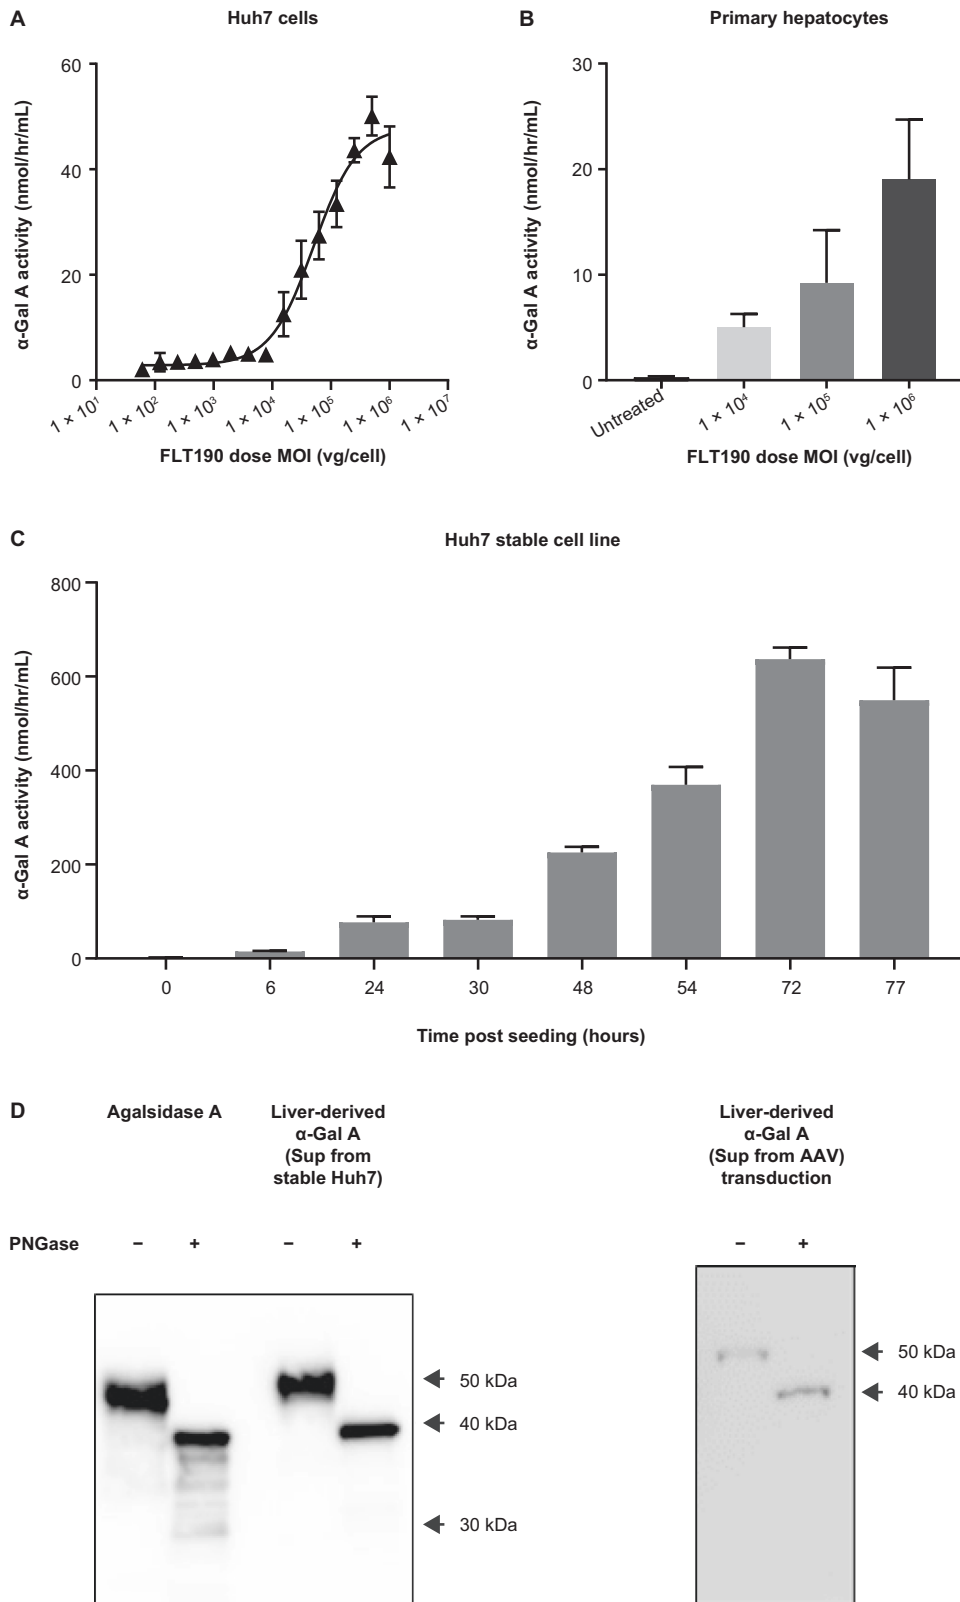 A
Huh7 cells
α-Gal A activity (nmol/hr/mL)
60
40
20
0
1 × 10¹
1 × 10²
1 × 10³
1 × 10⁴
1 × 10⁵
1 × 10⁶
1 × 10⁷
FLT190 dose MOI (vg/cell)
B
Primary hepatocytes
α-Gal A activity (nmol/hr/mL)
30
20
10
0
Untreated
1 × 10⁴
1 × 10⁵
1 × 10⁶
FLT190 dose MOI (vg/cell)
C
Huh7 stable cell line
α-Gal A activity (nmol/hr/mL)
800
600
400
200
0
0 6 24 30 48 54 72 77
Time post seeding (hours)
D
Agalsidase A
Liver-derived
α-Gal A
(Sup from
stable Huh7)
Liver-derived
α-Gal A
(Sup from AAV)
transduction
PNGase − + − + − +
50 kDa
40 kDa
30 kDa
50 kDa
40 kDa